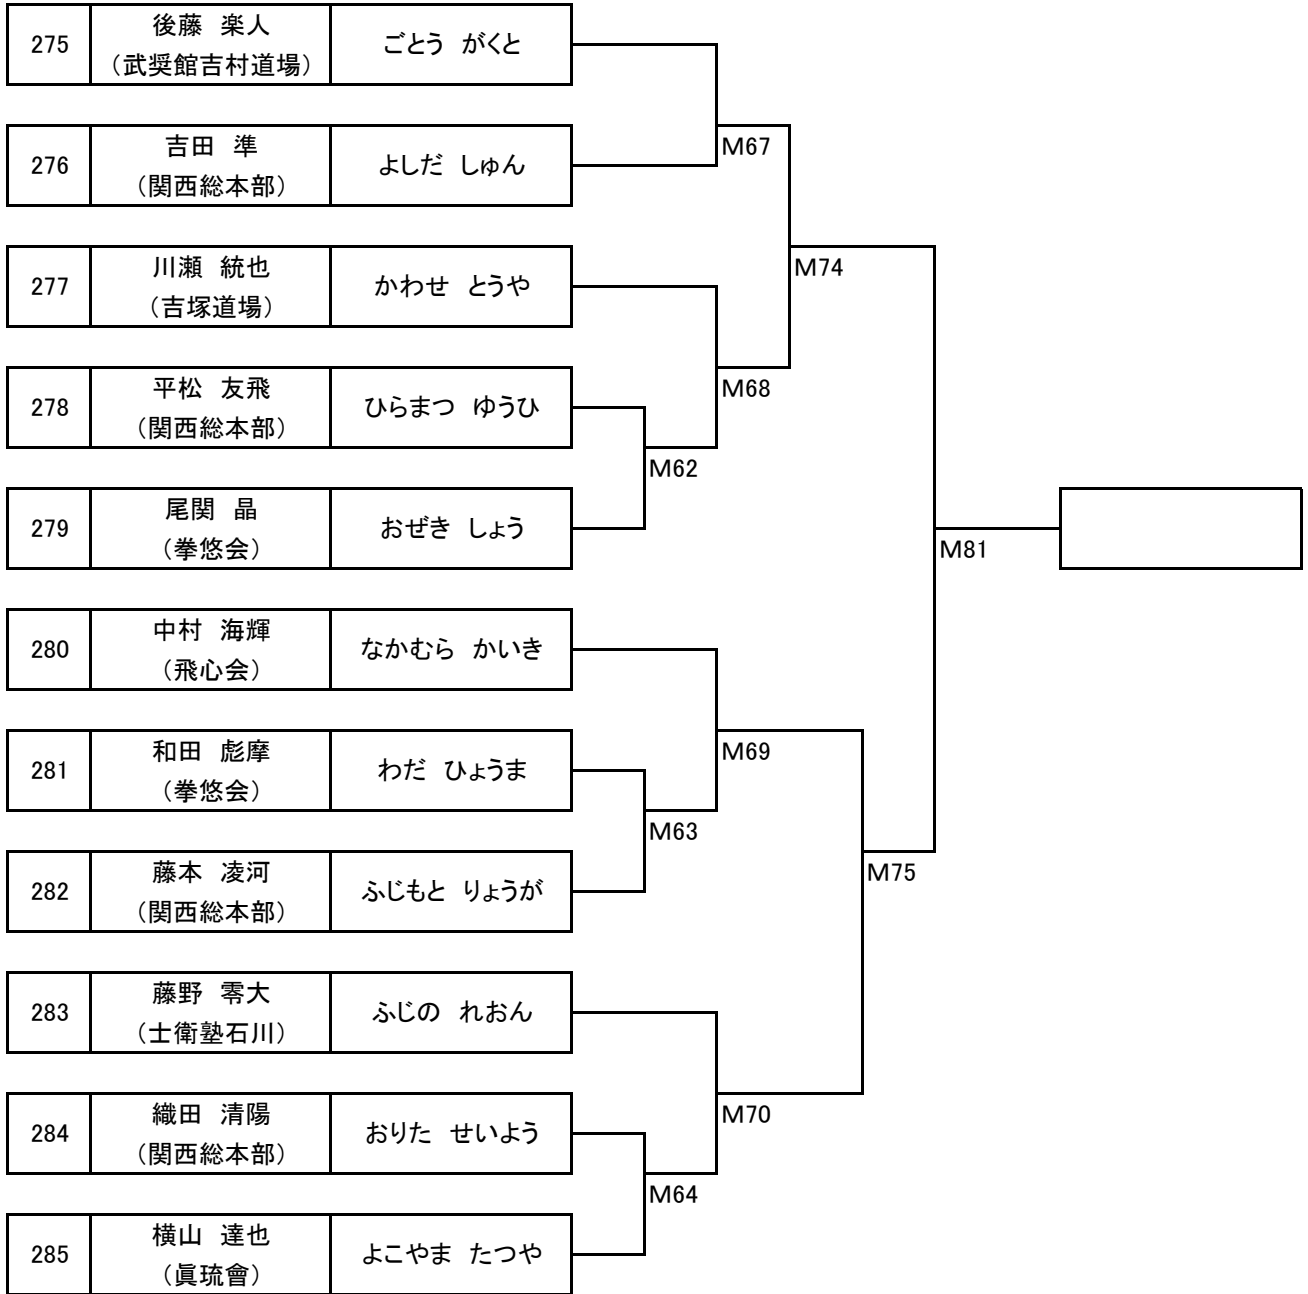 275
後藤　楽人
（武奨館吉村道場）
ごとう　がくと
276
吉田　準
（関西総本部）
よしだ　しゅん
M67
277
川瀬　統也
（吉塚道場）
かわせ　とうや
M74
278
平松　友飛
（関西総本部）
ひらまつ　ゆうひ
M68
M62
279
尾関　晶
（拳悠会）
おぜき　しょう
M81
280
中村　海輝
（飛心会）
なかむら　かいき
281
和田　彪摩
（拳悠会）
わだ　ひょうま
M69
M63
282
藤本　凌河
（関西総本部）
ふじもと　りょうが
M75
283
藤野　零大
（士衛塾石川）
ふじの　れおん
284
織田　清陽
（関西総本部）
おりた　せいよう
M70
M64
285
横山　達也
（眞琉會）
よこやま　たつや